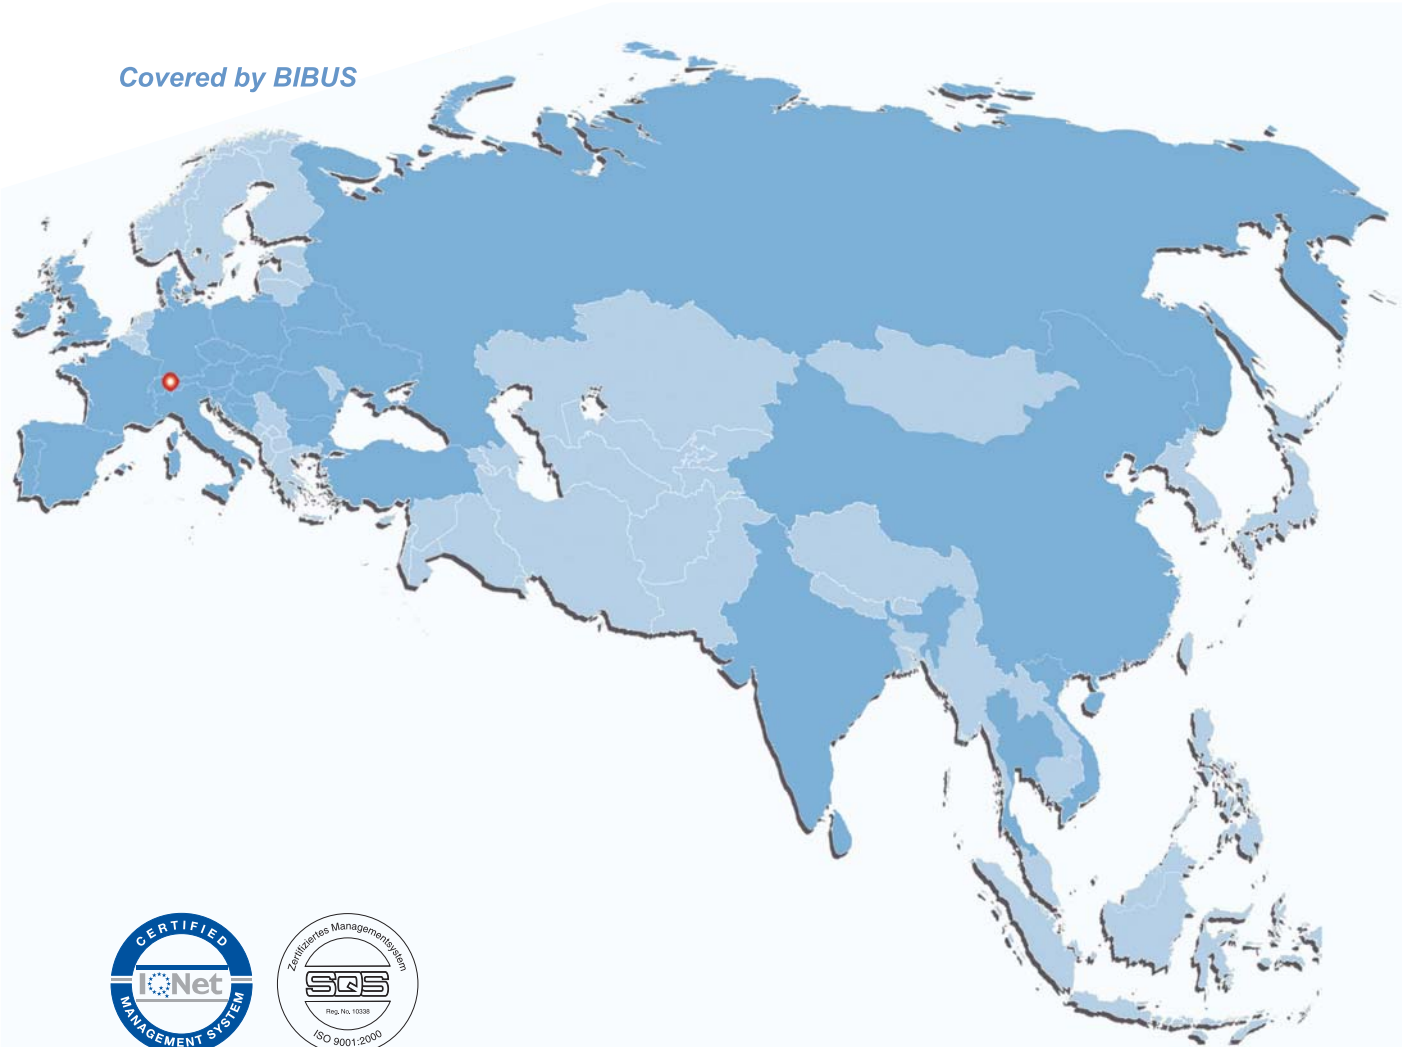 Covered by BIBUS
CERTIFIED
IQNet
MANAGEMENT SYSTEM
Zertifiziertes Managementsystem
SQS
Reg. No. 10338
ISO 9001:2000